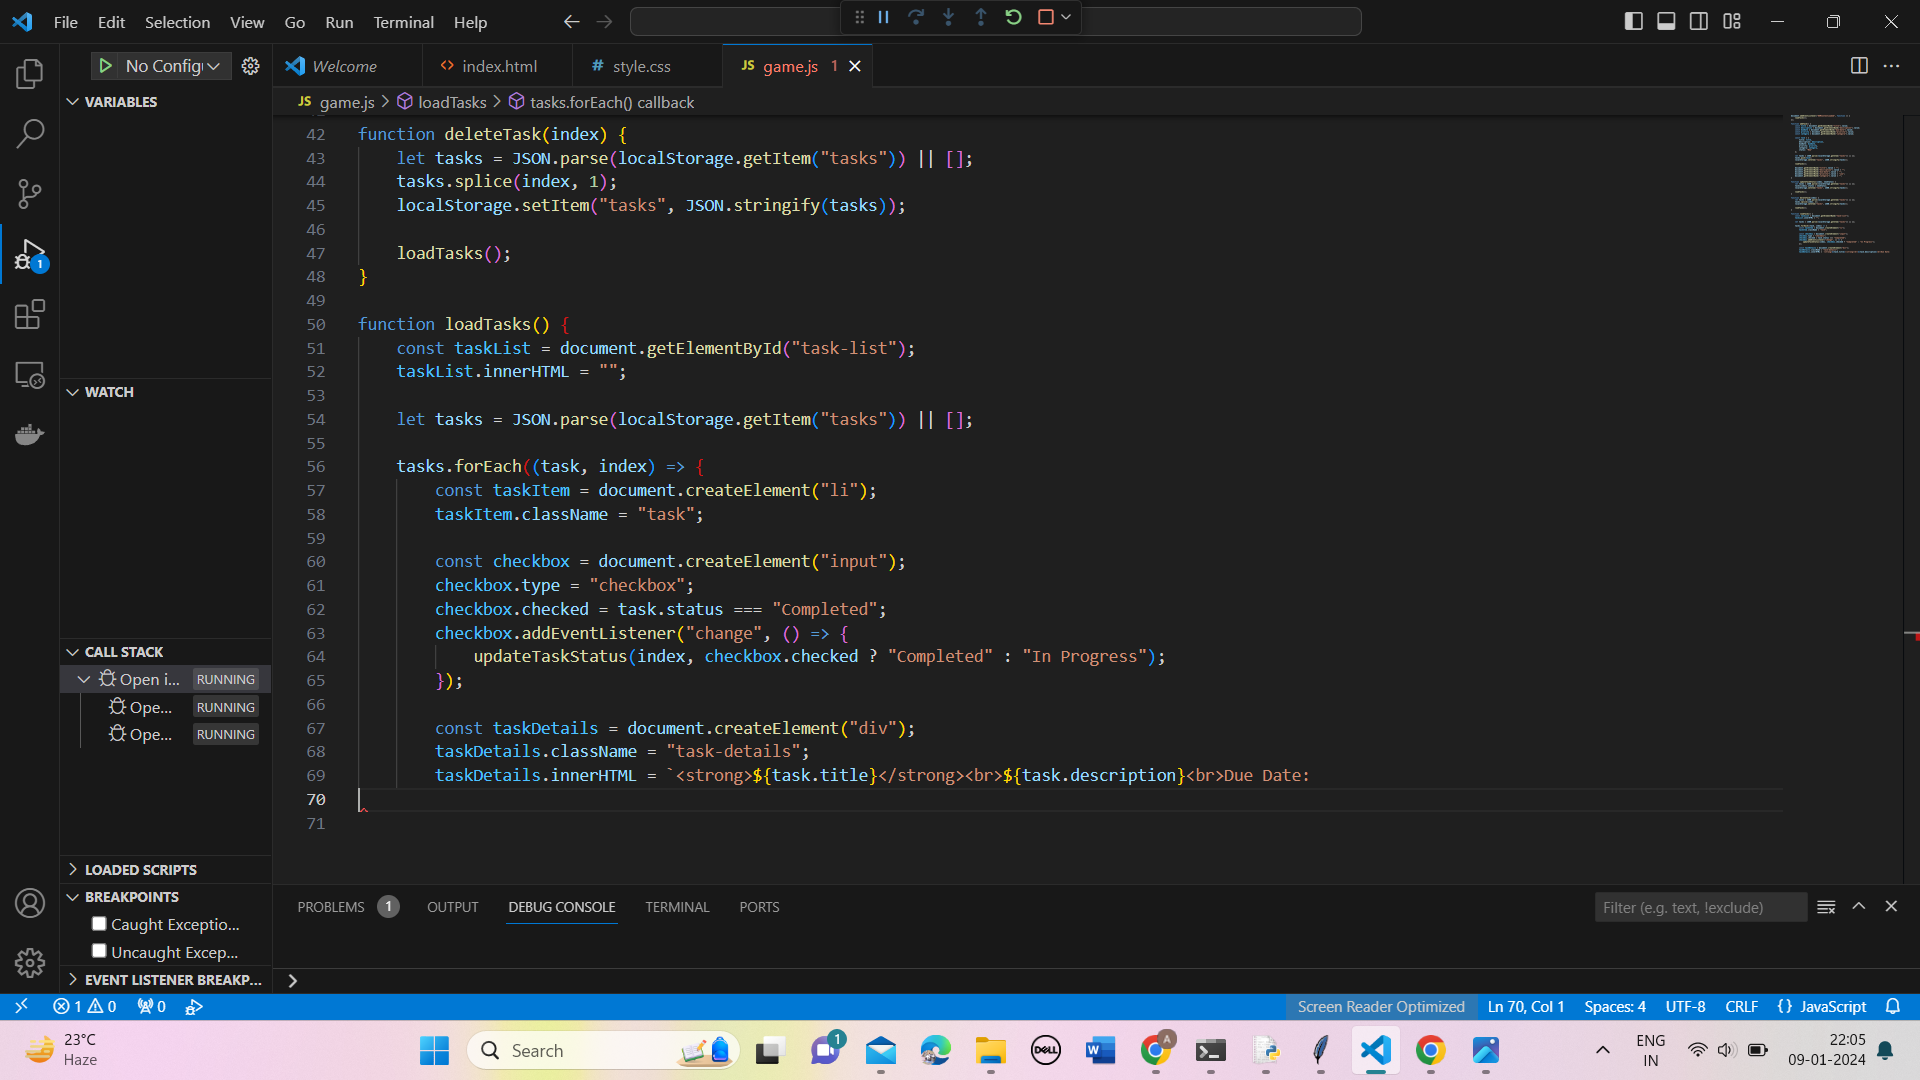 File Edit Selection View Go Run Terminal Help
No Config
Welcome
index.html
# style.css
JS game.js 1
VARIABLES
JS game.js > loadTasks > tasks.forEach() callback
42 function deleteTask(index) {
43 let tasks = JSON.parse(localStorage.getItem("tasks")) || [];
44 tasks.splice(index, 1);
45 localStorage.setItem("tasks", JSON.stringify(tasks));
46
47 loadTasks();
48 }
49
50 function loadTasks() {
51 const taskList = document.getElementById("task-list");
52 taskList.innerHTML = "";
53
54 let tasks = JSON.parse(localStorage.getItem("tasks")) || [];
55
56 tasks.forEach((task, index) => {
57 const taskItem = document.createElement("li");
58 taskItem.className = "task";
59
60 const checkbox = document.createElement("input");
61 checkbox.type = "checkbox";
62 checkbox.checked = task.status === "Completed";
63 checkbox.addEventListener("change", () => {
64 updateTaskStatus(index, checkbox.checked ? "Completed" : "In Progress");
65 });
66
67 const taskDetails = document.createElement("div");
68 taskDetails.className = "task-details";
69 taskDetails.innerHTML = `<strong>${task.title}</strong><br>${task.description}<br>Due Date:
70
71
1
WATCH
CALL STACK
Open i... RUNNING
Ope... RUNNING
Ope... RUNNING
LOADED SCRIPTS
BREAKPOINTS
Caught Exceptio...
Uncaught Excep...
EVENT LISTENER BREAKP...
PROBLEMS 1 OUTPUT DEBUG CONSOLE TERMINAL PORTS
Filter (e.g. text, !exclude)
1 0 0
Screen Reader Optimized Ln 70, Col 1 Spaces: 4 UTF-8 CRLF {} JavaScript
23°C
Haze
Search
1
DELL
W
A
ENG
IN
22:05
09-01-2024